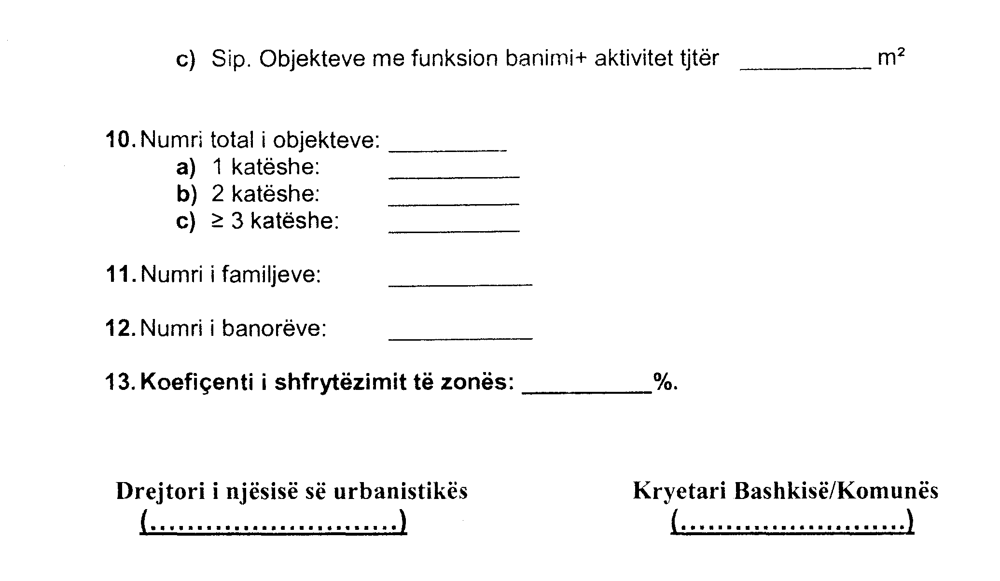 c) Sip. Objekteve me funksion banimi+ aktivitet tjtër __________ m²
10. Numri total i objekteve: _________
a) 1 katëshe: __________
b) 2 katëshe: __________
c) ≥ 3 katëshe: __________
11. Numri i familjeve: ___________
12. Numri i banorëve: ___________
13. Koefiçenti i shfrytëzimit të zonës: __________%.
Drejtori i njësisë së urbanistikës Kryetari Bashkisë/Komunës
(...........................) (.........................)